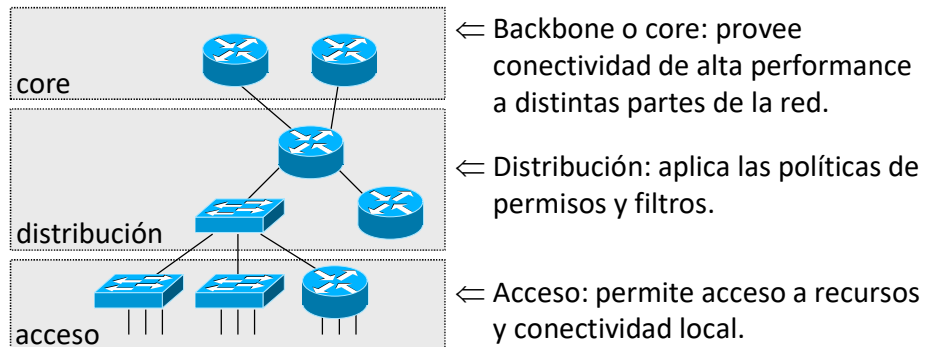 core
⇐ Backbone o core: provee
conectividad de alta performance
a distintas partes de la red.
distribución
⇐ Distribución: aplica las políticas de
permisos y filtros.
acceso
⇐ Acceso: permite acceso a recursos
y conectividad local.